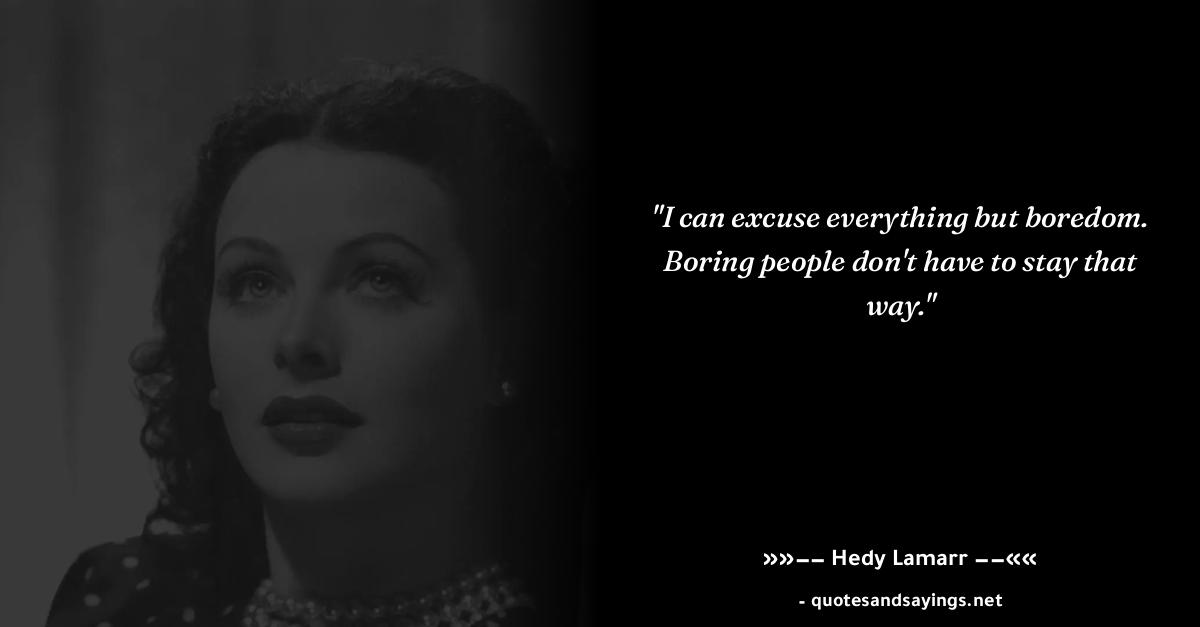 "I can excuse everything but boredom.
Boring people don't have to stay that
way."
»»—— Hedy Lamarr ——««
- quotesandsayings.net